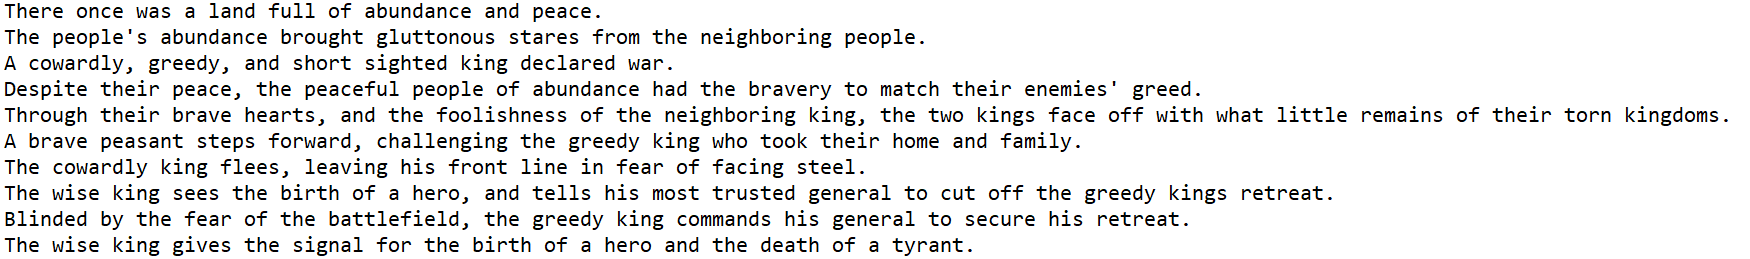 There once was a land full of abundance and peace.
The people's abundance brought gluttonous stares from the neighboring people.
A cowardly, greedy, and short sighted king declared war.
Despite their peace, the peaceful people of abundance had the bravery to match their enemies' greed.
Through their brave hearts, and the foolishness of the neighboring king, the two kings face off with what little remains of their torn kingdoms.
A brave peasant steps forward, challenging the greedy king who took their home and family.
The cowardly king flees, leaving his front line in fear of facing steel.
The wise king sees the birth of a hero, and tells his most trusted general to cut off the greedy kings retreat.
Blinded by the fear of the battlefield, the greedy king commands his general to secure his retreat.
The wise king gives the signal for the birth of a hero and the death of a tyrant.